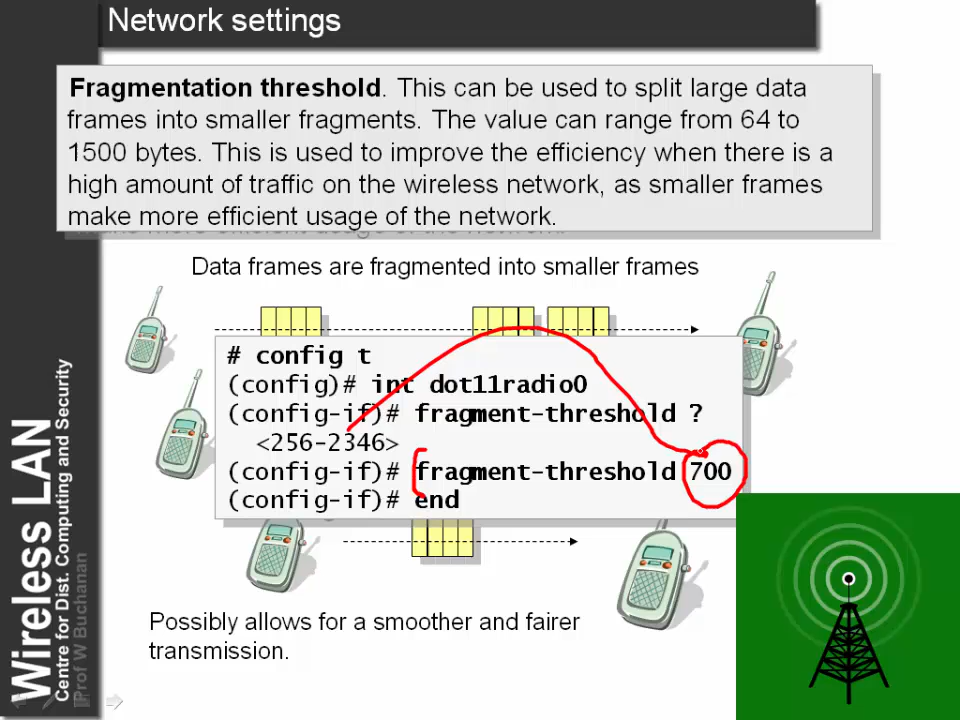 Network settings
Fragmentation threshold. This can be used to split large data
frames into smaller fragments. The value can range from 64 to
1500 bytes. This is used to improve the efficiency when there is a
high amount of traffic on the wireless network, as smaller frames
make more efficient usage of the network.
Data frames are fragmented into smaller frames
# config t
(config)# int dot11radio0
(config-if)# fragment-threshold ?
<256-2346>
(config-if)# fragment-threshold 700
(config-if)# end
Possibly allows for a smoother and fairer
transmission.
Wireless LAN
Centre for Dist. Computing and Security
Prof W Buchanan